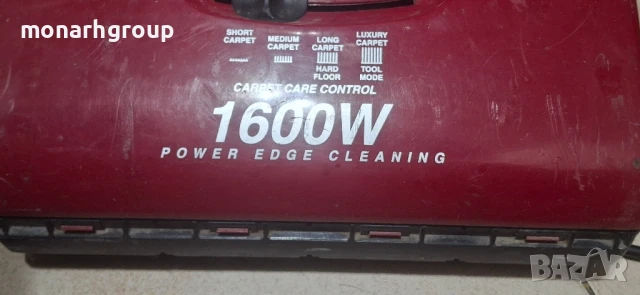 monarhgroup
SHORT CARPET
MEDIUM CARPET
LONG CARPET
LUXURY CARPET
HARD FLOOR
TOOL MODE
CARPET CARE CONTROL
1600W
POWER EDGE CLEANING
BAZAR